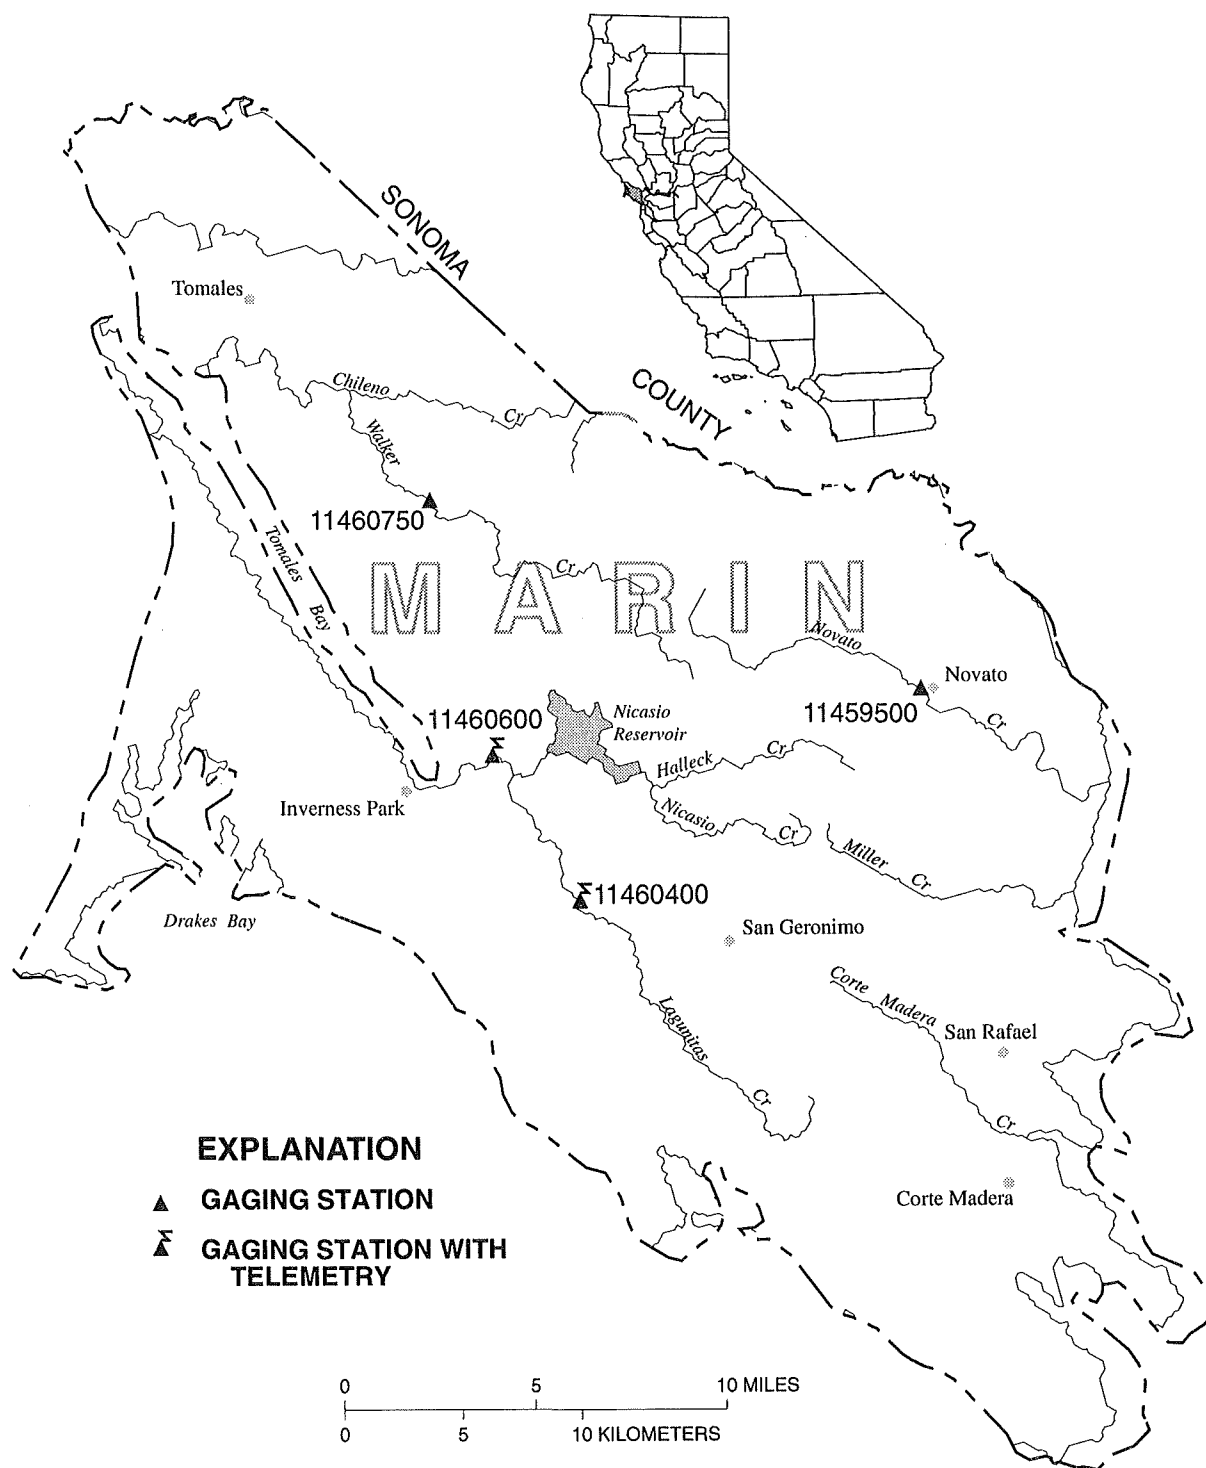 SONOMA
Tomales
COUNTY
Chileno
Cr
Walker
11460750
Tomales
Bay
Cr
MARIN
Novato
Novato
11459500
Cr
11460600
Nicasio
Reservoir
Halleck
Cr
Inverness Park
Nicasio
Cr
Miller
Cr
11460400
Drakes Bay
San Geronimo
Corte Madera
San Rafael
Lagunitas
Cr
Cr
Corte Madera
EXPLANATION
GAGING STATION
GAGING STATION WITH
TELEMETRY
0 5 10 MILES
0 5 10 KILOMETERS